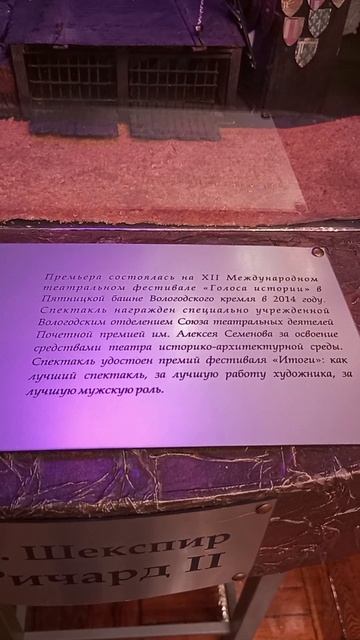 Премьера состоялась на XII Международном
театральном фестивале «Голоса истории» в
Пятницкой башне Вологодского кремля в 2014 году.
Спектакль награжден специально учрежденной
Вологодским отделением Союза театральных деятелей
Почетной премией им. Алексея Семенова за освоение
средствами театра историко-архитектурной среды.
Спектакль удостоен премий фестиваля «Итоги»: как
лучший спектакль, за лучшую работу художника, за
лучшую мужскую роль.
. Шекспир
ичард II